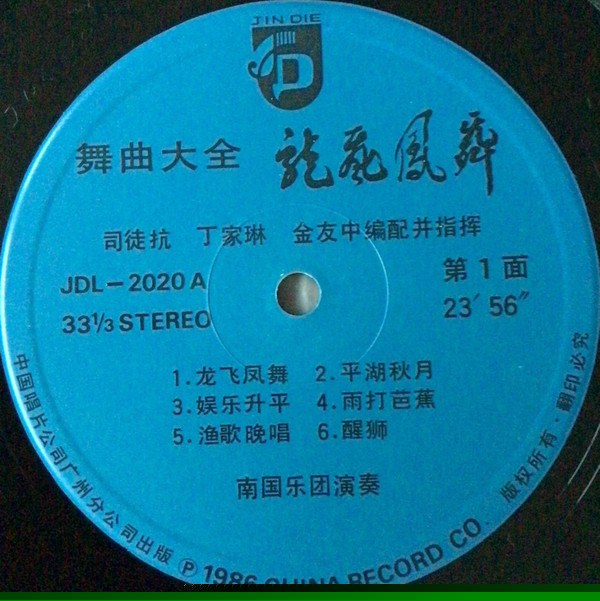 JIN DIE
舞曲大全 龍飛鳳舞
司徒抗 丁家琳 金友中编配并指挥
JDL-2020 A
第1面
33⅓ STEREO
23′ 56″
1.龙飞凤舞 2.平湖秋月
3.娱乐升平 4.雨打芭蕉
5.渔歌晚唱 6.醒狮
南国乐团演奏
中国唱片公司广州分公司出版 ℗ 1986 CHINA RECORD CO. 版权所有·翻印必究